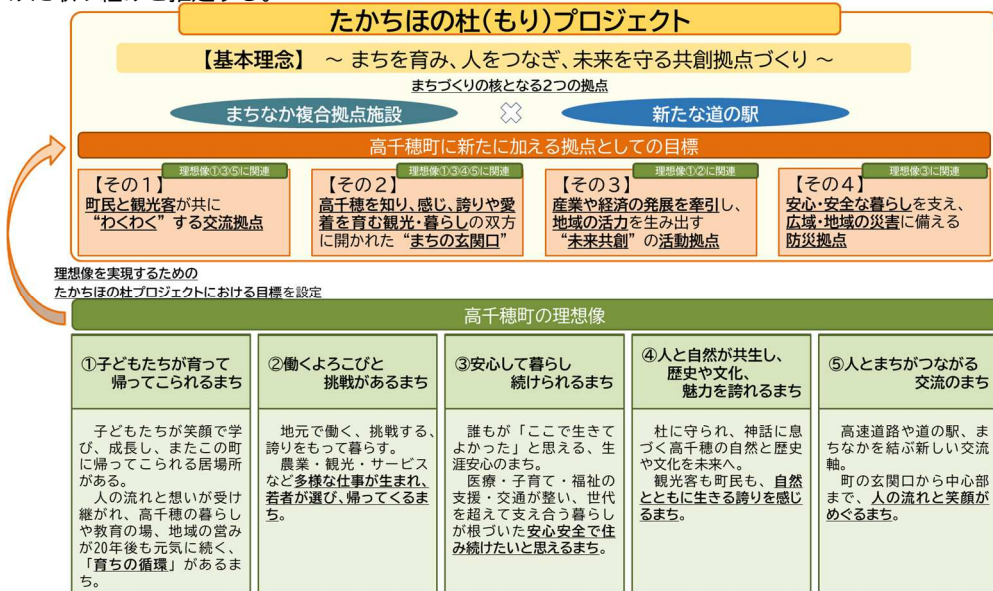 たかちほの杜(もり)プロジェクト
【基本理念】 ～ まちを育み、人をつなぎ、未来を守る共創拠点づくり ～
まちづくりの核となる2つの拠点
まちなか複合拠点施設
新たな道の駅
高千穂町に新たに加える拠点としての目標
理想像①③⑤に関連
【その１】
町民と観光客が共に
“わくわく”する交流拠点
理想像①③④⑤に関連
【その２】
高千穂を知り、感じ、誇りや愛
着を育む観光・暮らしの双方
に開かれた“まちの玄関口”
理想像①②に関連
【その３】
産業や経済の発展を牽引し、
地域の活力を生み出す
“未来共創”の活動拠点
理想像③に関連
【その４】
安心・安全な暮らしを支え、
広域・地域の災害に備える
防災拠点
理想像を実現するための
たかちほの杜プロジェクトにおける目標を設定
高千穂町の理想像
①子どもたちが育って
帰ってこられるまち
子どもたちが笑顔で学
び、成長し、またこの町
に帰ってこられる居場所
がある。
人の流れと想いが受け
継がれ、高千穂の暮らし
や教育の場、地域の営み
が20年後も元気に続く、
「育ちの循環」があるま
ち。
②働くよろこびと
挑戦があるまち
地元で働く、挑戦する、
誇りをもって暮らす。
農業・観光・サービス
など多様な仕事が生まれ、
若者が選び、帰ってくるま
ち。
③安心して暮らし
続けられるまち
誰もが「ここで生きて
よかった」と思える、生
涯安心のまち。
医療・子育て・福祉の
支援・交通が整い、世代
を超えて支え合う暮らし
が根づいた安心安全で住
み続けたいと思えるまち。
④人と自然が共生し、
歴史や文化、
魅力を誇れるまち
杜に守られ、神話に息
づく高千穂の自然と歴史
や文化を未来へ。
観光客も町民も、自然
とともに生きる誇りを感じ
るまち。
⑤人とまちがつながる
交流のまち
高速道路や道の駅、ま
ちなかを結ぶ新しい交流
軸。
町の玄関口から中心部
まで、人の流れと笑顔が
めぐるまち。